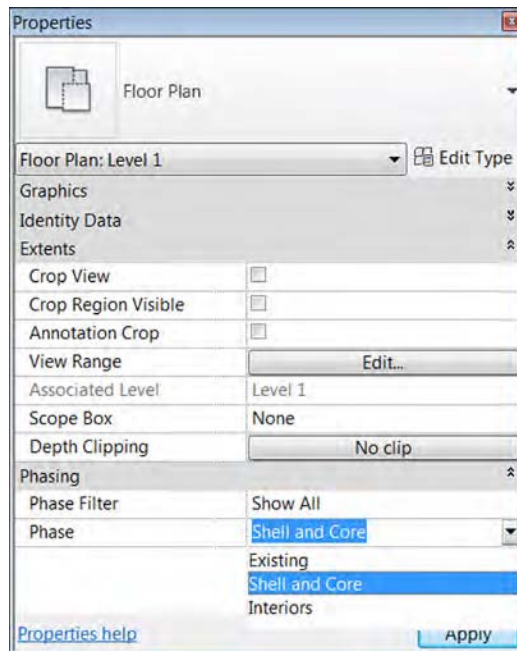 Properties
Floor Plan
Floor Plan: Level 1 Edit Type
Graphics
Identity Data
Extents
Crop View
Crop Region Visible
Annotation Crop
View Range Edit...
Associated Level Level 1
Scope Box None
Depth Clipping No clip
Phasing
Phase Filter Show All
Phase Shell and Core
Existing
Shell and Core
Interiors
Properties help Apply